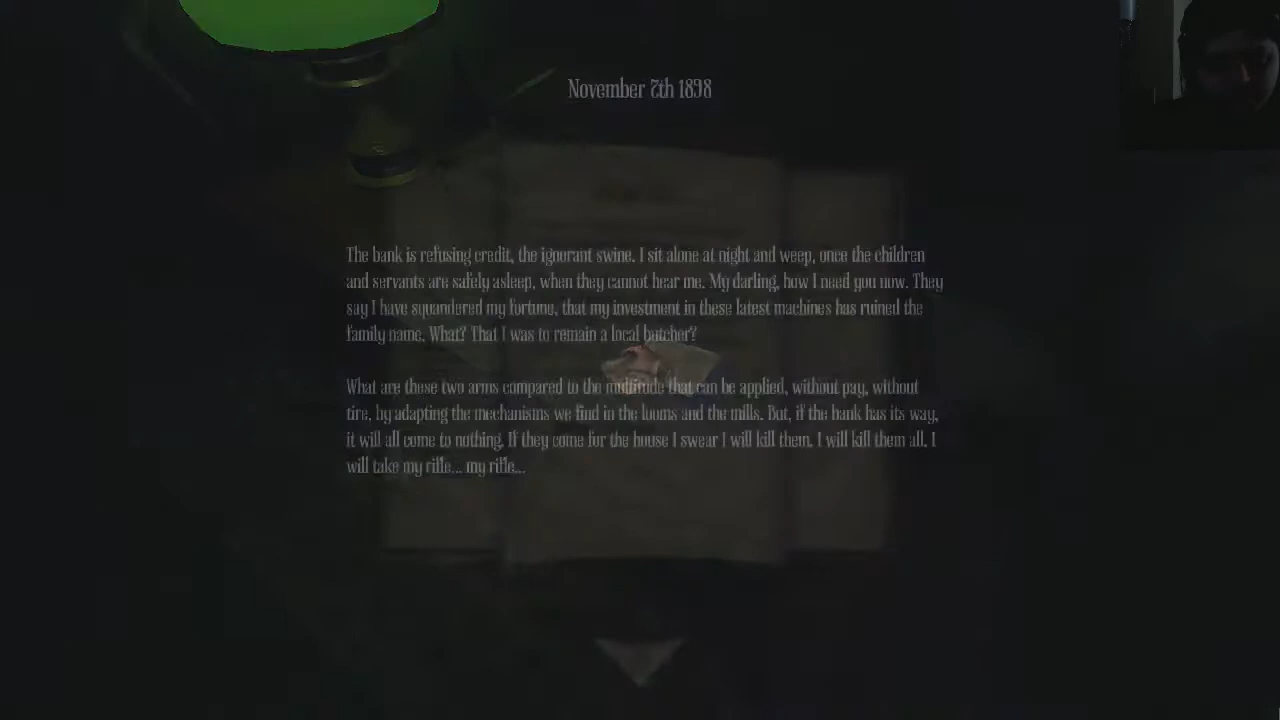 November 7th 1898
The bank is refusing credit, the ignorant swine. I sit alone at night and weep, once the children
and servants are safely asleep, when they cannot hear me. My darling, how I need you now. They
say I have squandered my fortune, that my investment in these latest machines has ruined the
family name. What? That I was to remain a local butcher?
What are these two arms compared to the multitude that can be applied, without pay, without
tire, by adapting the mechanisms we find in the looms and the mills. But, if the bank has its way,
it will all come to nothing. If they come for the house I swear I will kill them. I will kill them all. I
will take my rifle... my rifle...